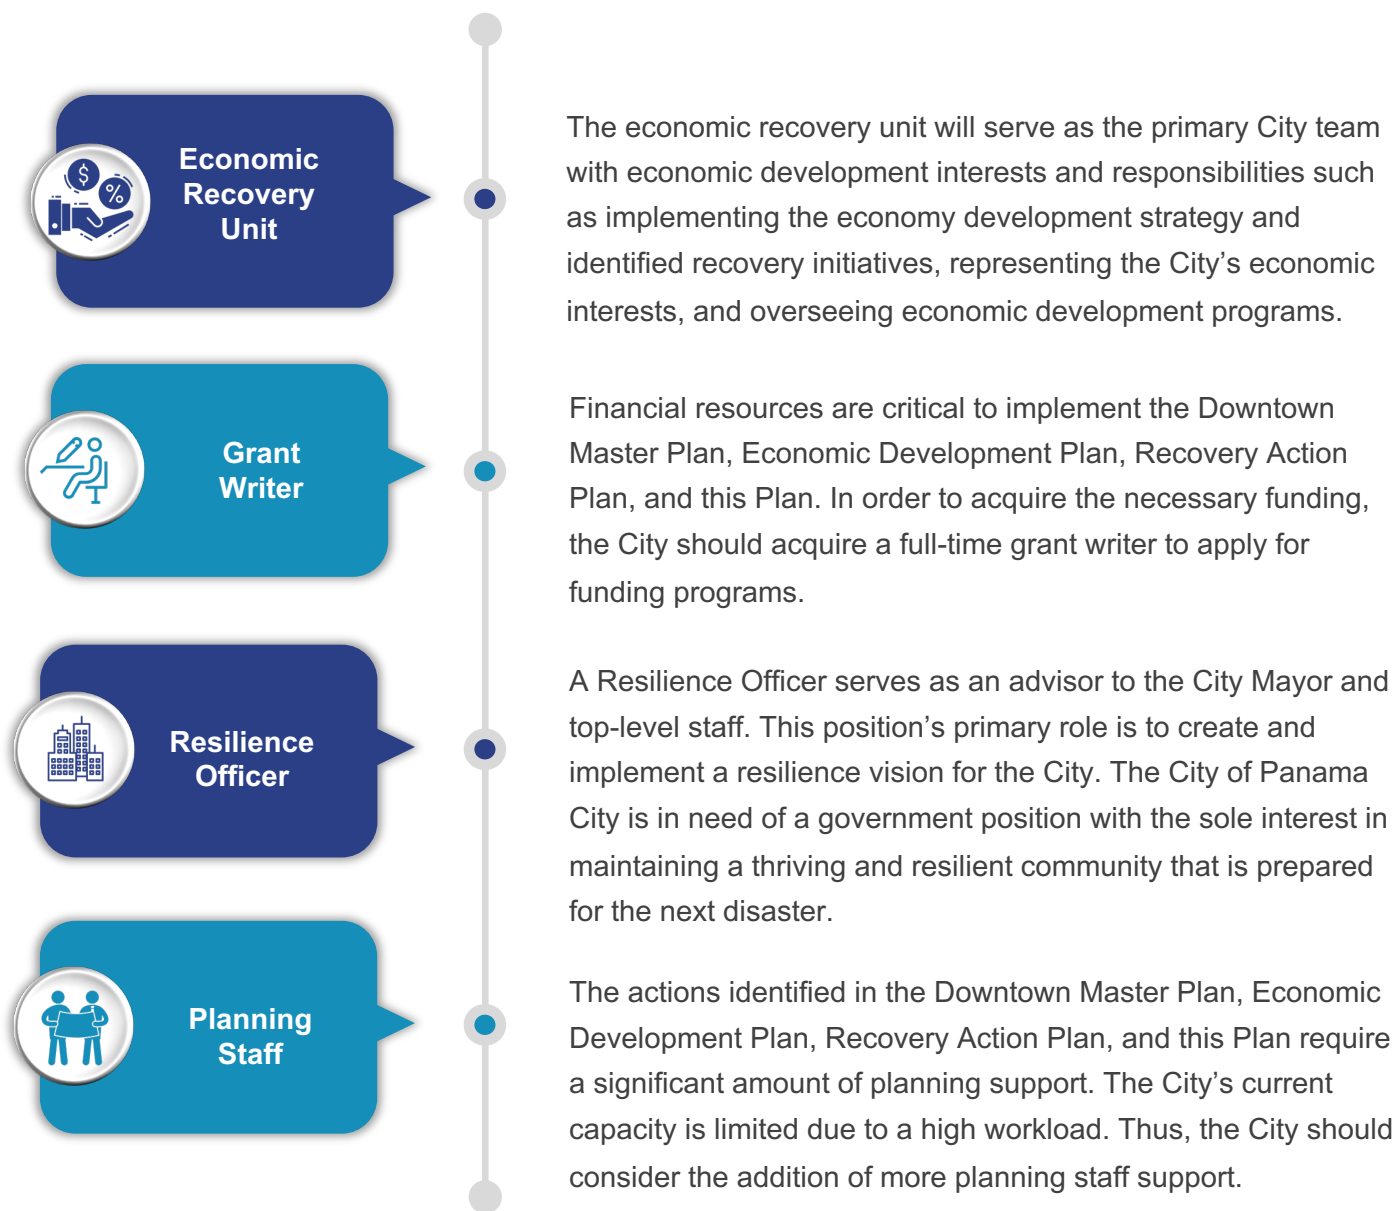 Economic
Recovery
Unit
The economic recovery unit will serve as the primary City team
with economic development interests and responsibilities such
as implementing the economy development strategy and
identified recovery initiatives, representing the City’s economic
interests, and overseeing economic development programs.
$
%
Grant
Writer
Financial resources are critical to implement the Downtown
Master Plan, Economic Development Plan, Recovery Action
Plan, and this Plan. In order to acquire the necessary funding,
the City should acquire a full-time grant writer to apply for
funding programs.
Resilience
Officer
A Resilience Officer serves as an advisor to the City Mayor and
top-level staff. This position’s primary role is to create and
implement a resilience vision for the City. The City of Panama
City is in need of a government position with the sole interest in
maintaining a thriving and resilient community that is prepared
for the next disaster.
Planning
Staff
The actions identified in the Downtown Master Plan, Economic
Development Plan, Recovery Action Plan, and this Plan require
a significant amount of planning support. The City’s current
capacity is limited due to a high workload. Thus, the City should
consider the addition of more planning staff support.